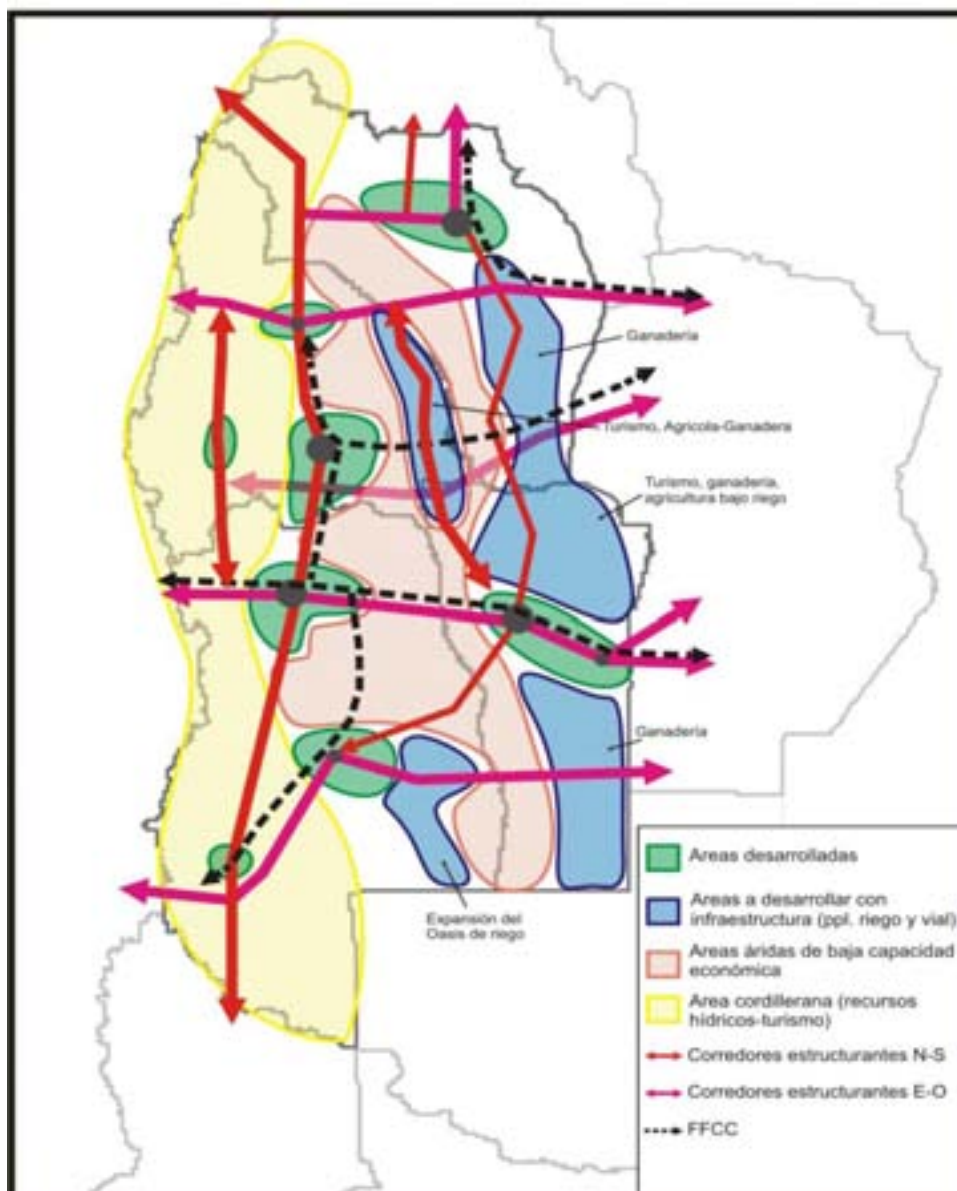 Ganadería
Turismo, Agrícola-Ganadera
Turismo, ganadería,
agricultura bajo riego
Ganadería
Expansión del
Oasis de riego
Areas desarrolladas
Areas a desarrollar con
infraestructura (ppl. riego y vial)
Areas áridas de baja capacidad
económica
Area cordillerana (recursos
hídricos-turismo)
Corredores estructurantes N-S
Corredores estructurantes E-O
FFCC